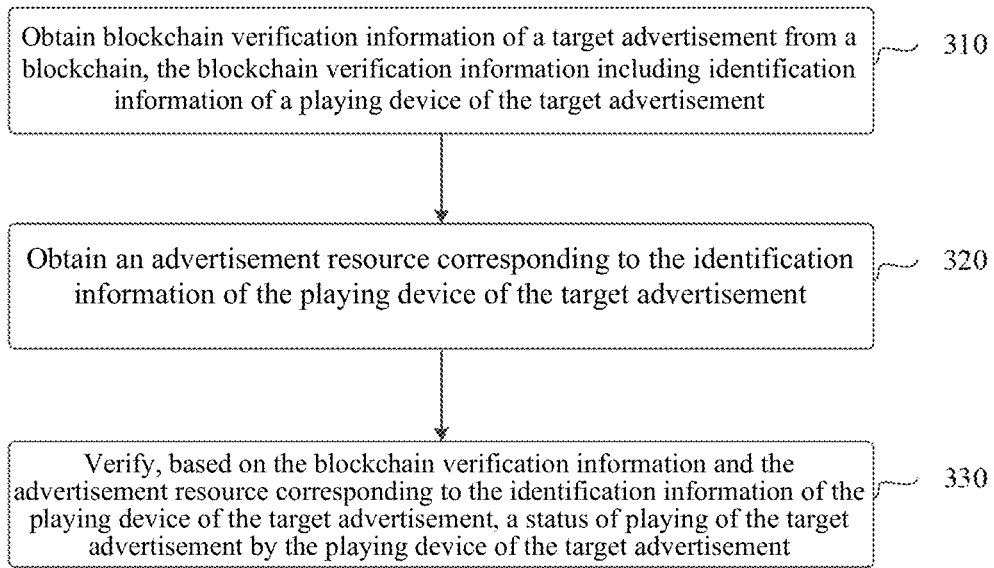 Obtain blockchain verification information of a target advertisement from a
blockchain, the blockchain verification information including identification
information of a playing device of the target advertisement
310
Obtain an advertisement resource corresponding to the identification
information of the playing device of the target advertisement
320
Verify, based on the blockchain verification information and the
advertisement resource corresponding to the identification information of the
playing device of the target advertisement, a status of playing of the target
advertisement by the playing device of the target advertisement
330